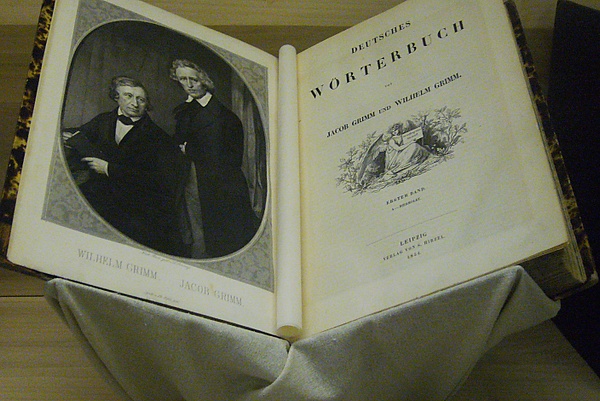 WILHELM GRIMM. JACOB GRIMM
DEUTSCHES
WÖRTERBUCH
VON
JACOB GRIMM UND WILHELM GRIMM.
ERSTER BAND.
A—BIERMOLKE.
LEIPZIG
VERLAG VON S. HIRZEL.
1854.